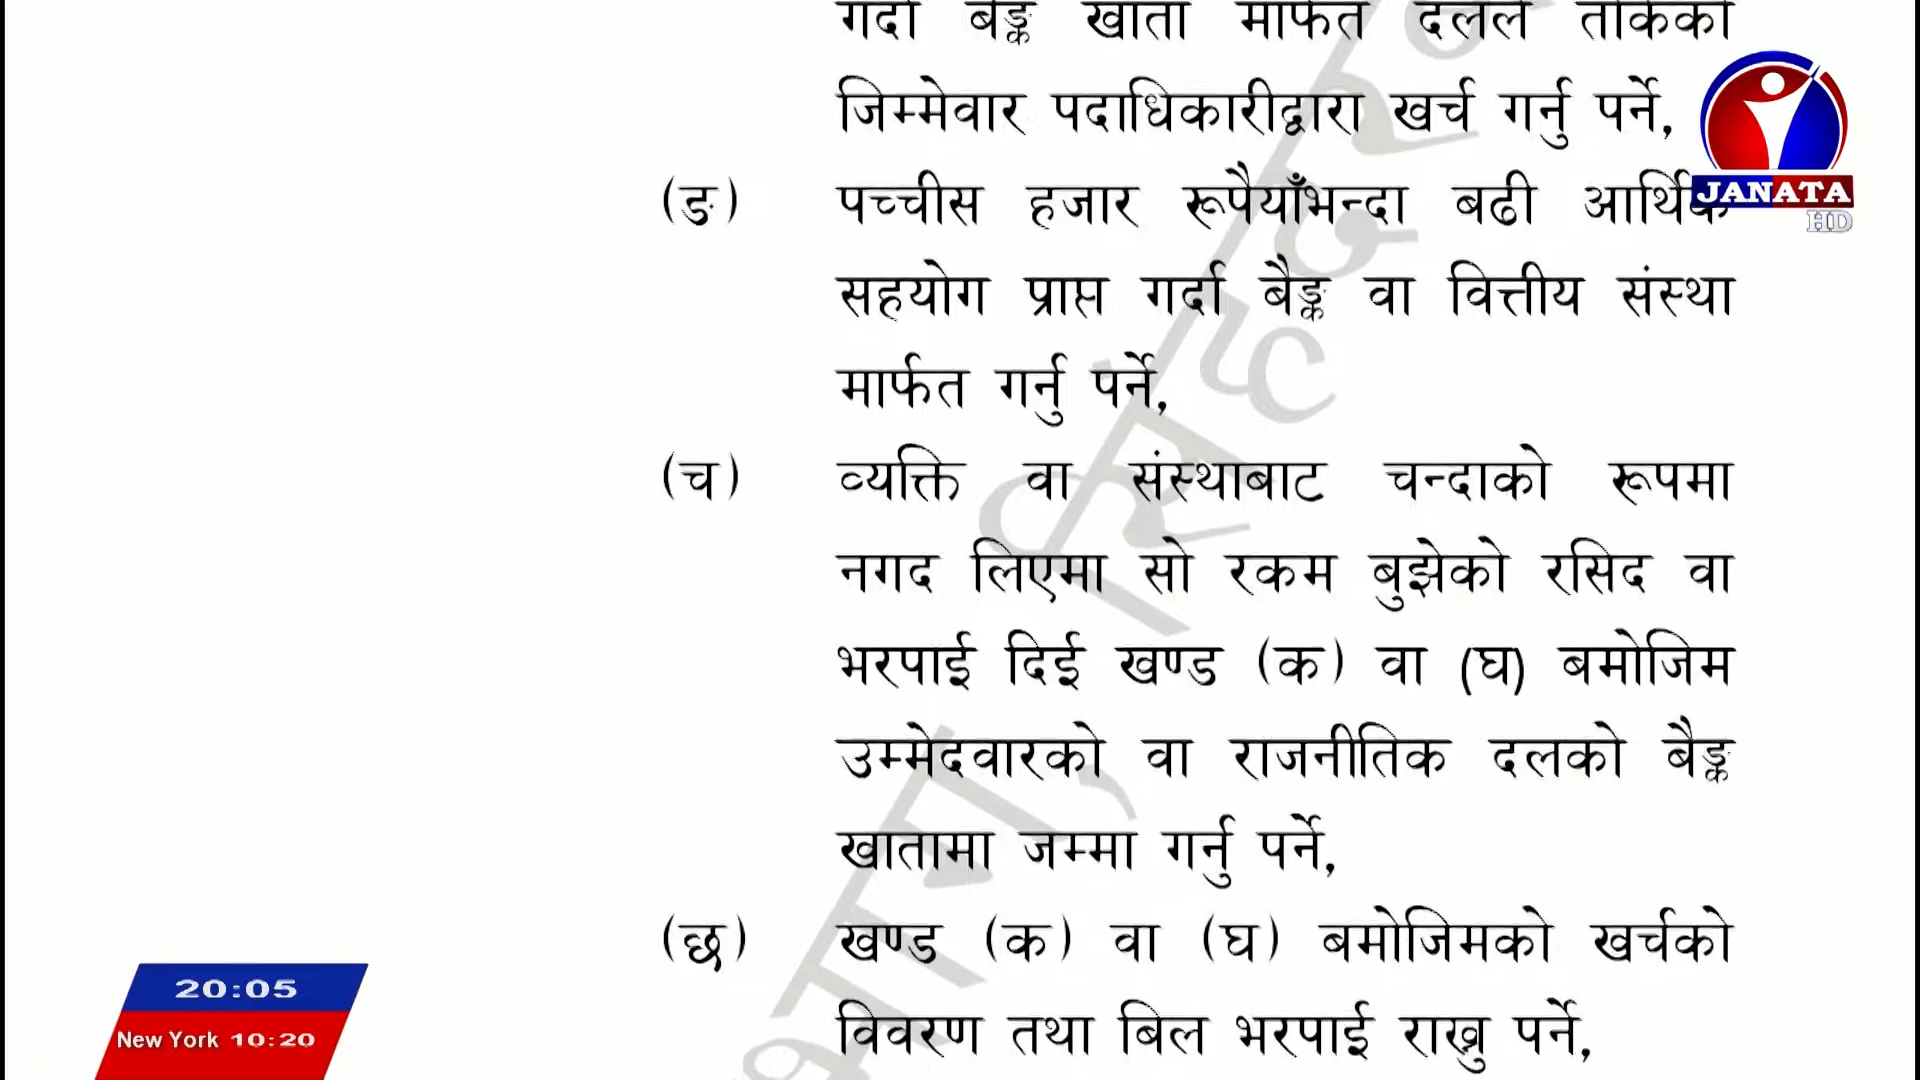 गर्दा बैङ्क खाता मार्फत दलले तोकेको
जिम्मेवार पदाधिकारीद्वारा खर्च गर्नु पर्ने,
(ङ) पच्चीस हजार रूपैयाँभन्दा बढी आर्थिक
सहयोग प्राप्त गर्दा बैङ्क वा वित्तीय संस्था
मार्फत गर्नु पर्ने,
(च) व्यक्ति वा संस्थाबाट चन्दाको रूपमा
नगद लिएमा सो रकम बुझेको रसिद वा
भरपाई दिई खण्ड (क) वा (घ) बमोजिम
उम्मेदवारको वा राजनीतिक दलको बैङ्क
खातामा जम्मा गर्नु पर्ने,
(छ) खण्ड (क) वा (घ) बमोजिमको खर्चको
विवरण तथा बिल भरपाई राख्नु पर्ने,
JANATA
HD
20:05
New York 10:20